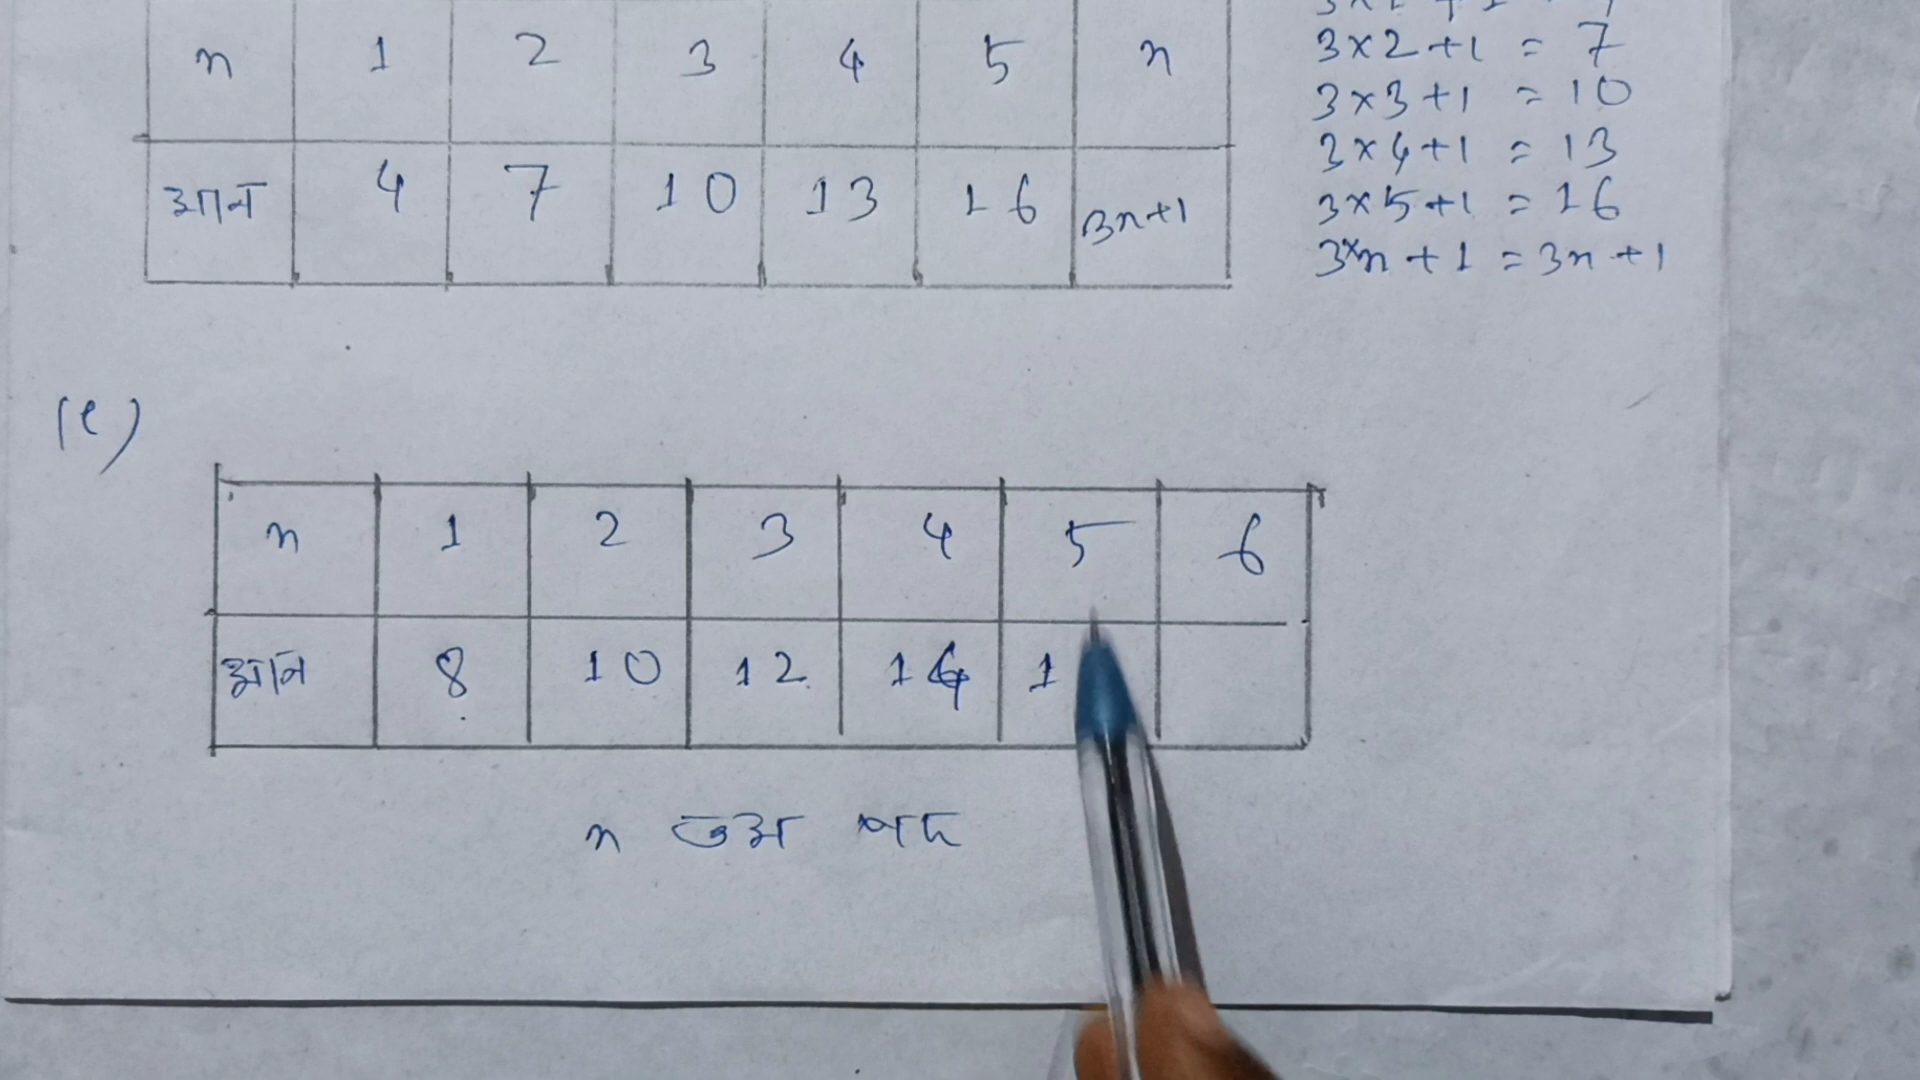 n 1 2 3 4 5 n
মান 4 7 10 13 16 3n+1
3×2+1 = 7
3×3+1 = 10
3×4+1 = 13
3×5+1 = 16
3×n+1 = 3n+1
(e)
n 1 2 3 4 5 6
মান 8 10 12 14 1
n তম পদ